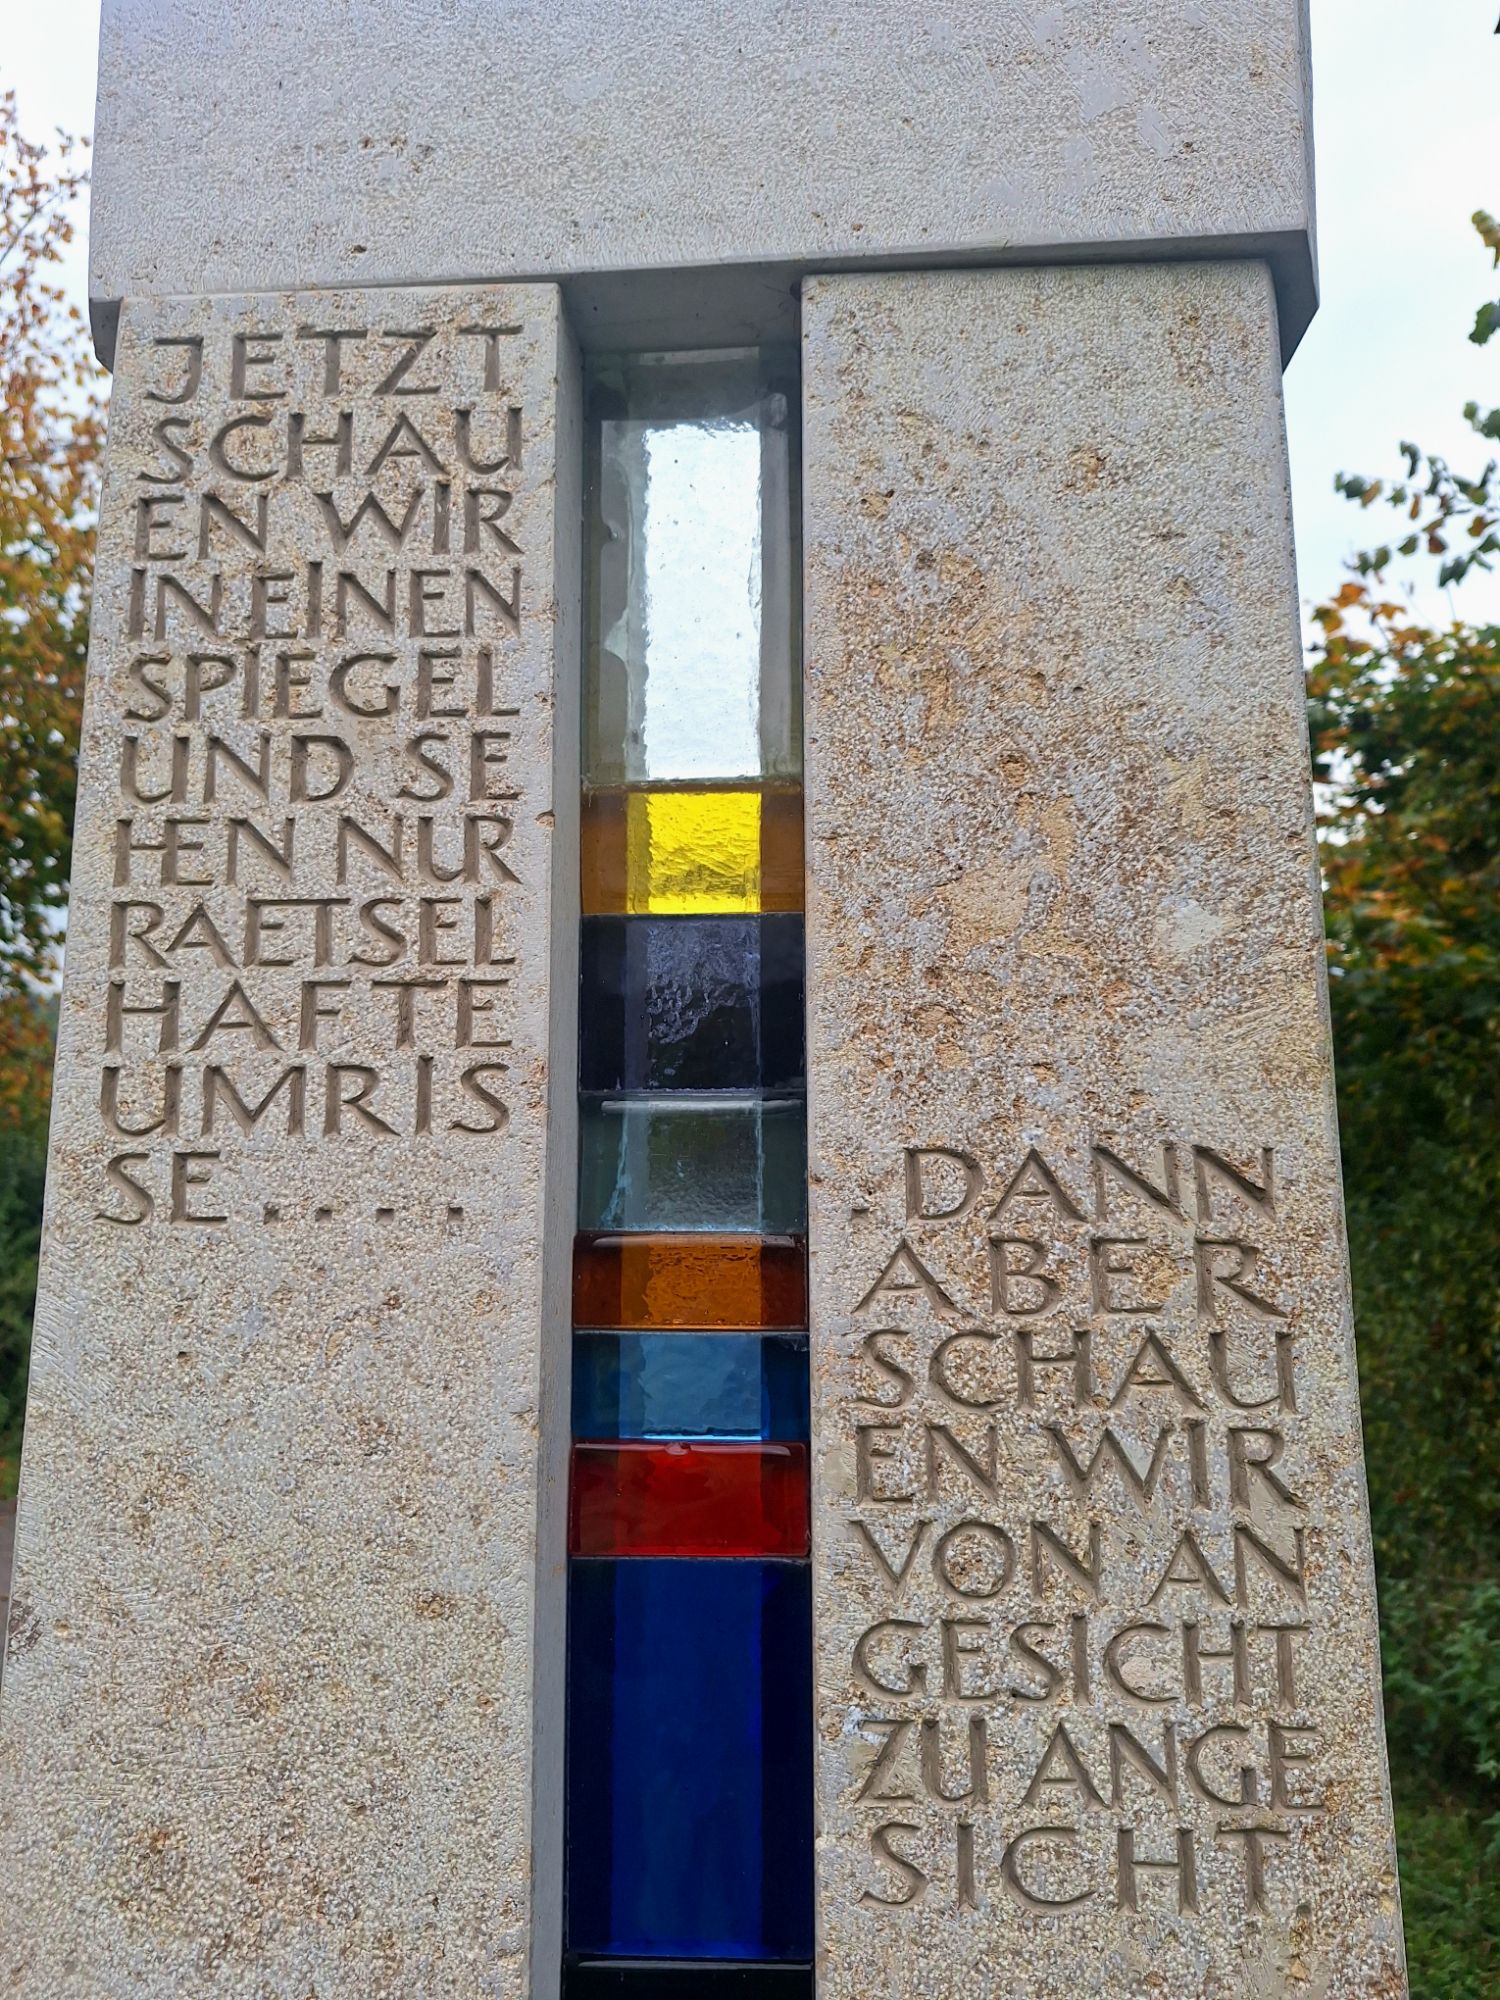 JETZT
SCHAU
EN WIR
IN EINEN
SPIEGEL
UND SE
HEN NUR
RAETSEL
HAFTE
UMRIS
SE....
.DANN
ABER
SCHAU
EN WIR
VON AN
GESICHT
ZU ANGE
SICHT.